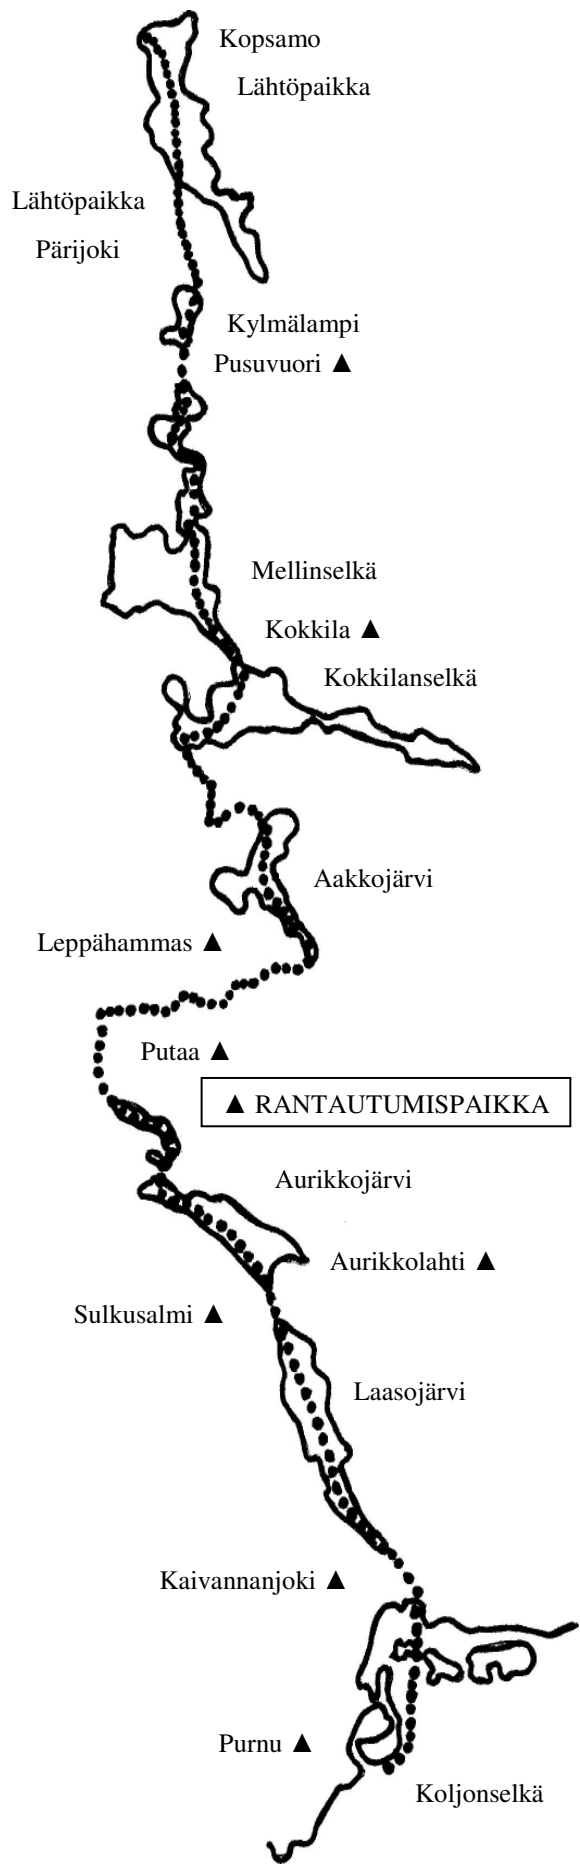 Kopsamo
Lähtöpaikka
Lähtöpaikka
Pärijoki
Kylmälampi
Pusuvuori ▲
Mellinselkä
Kokkila ▲
Kokkilanselkä
Aakkojärvi
Leppähammas ▲
Putaa ▲
▲ RANTAUTUMISPAIKKA
Aurikkojärvi
Aurikkolahti ▲
Sulkusalmi ▲
Laasojärvi
Kaivannanjoki ▲
Purnu ▲
Koljonselkä